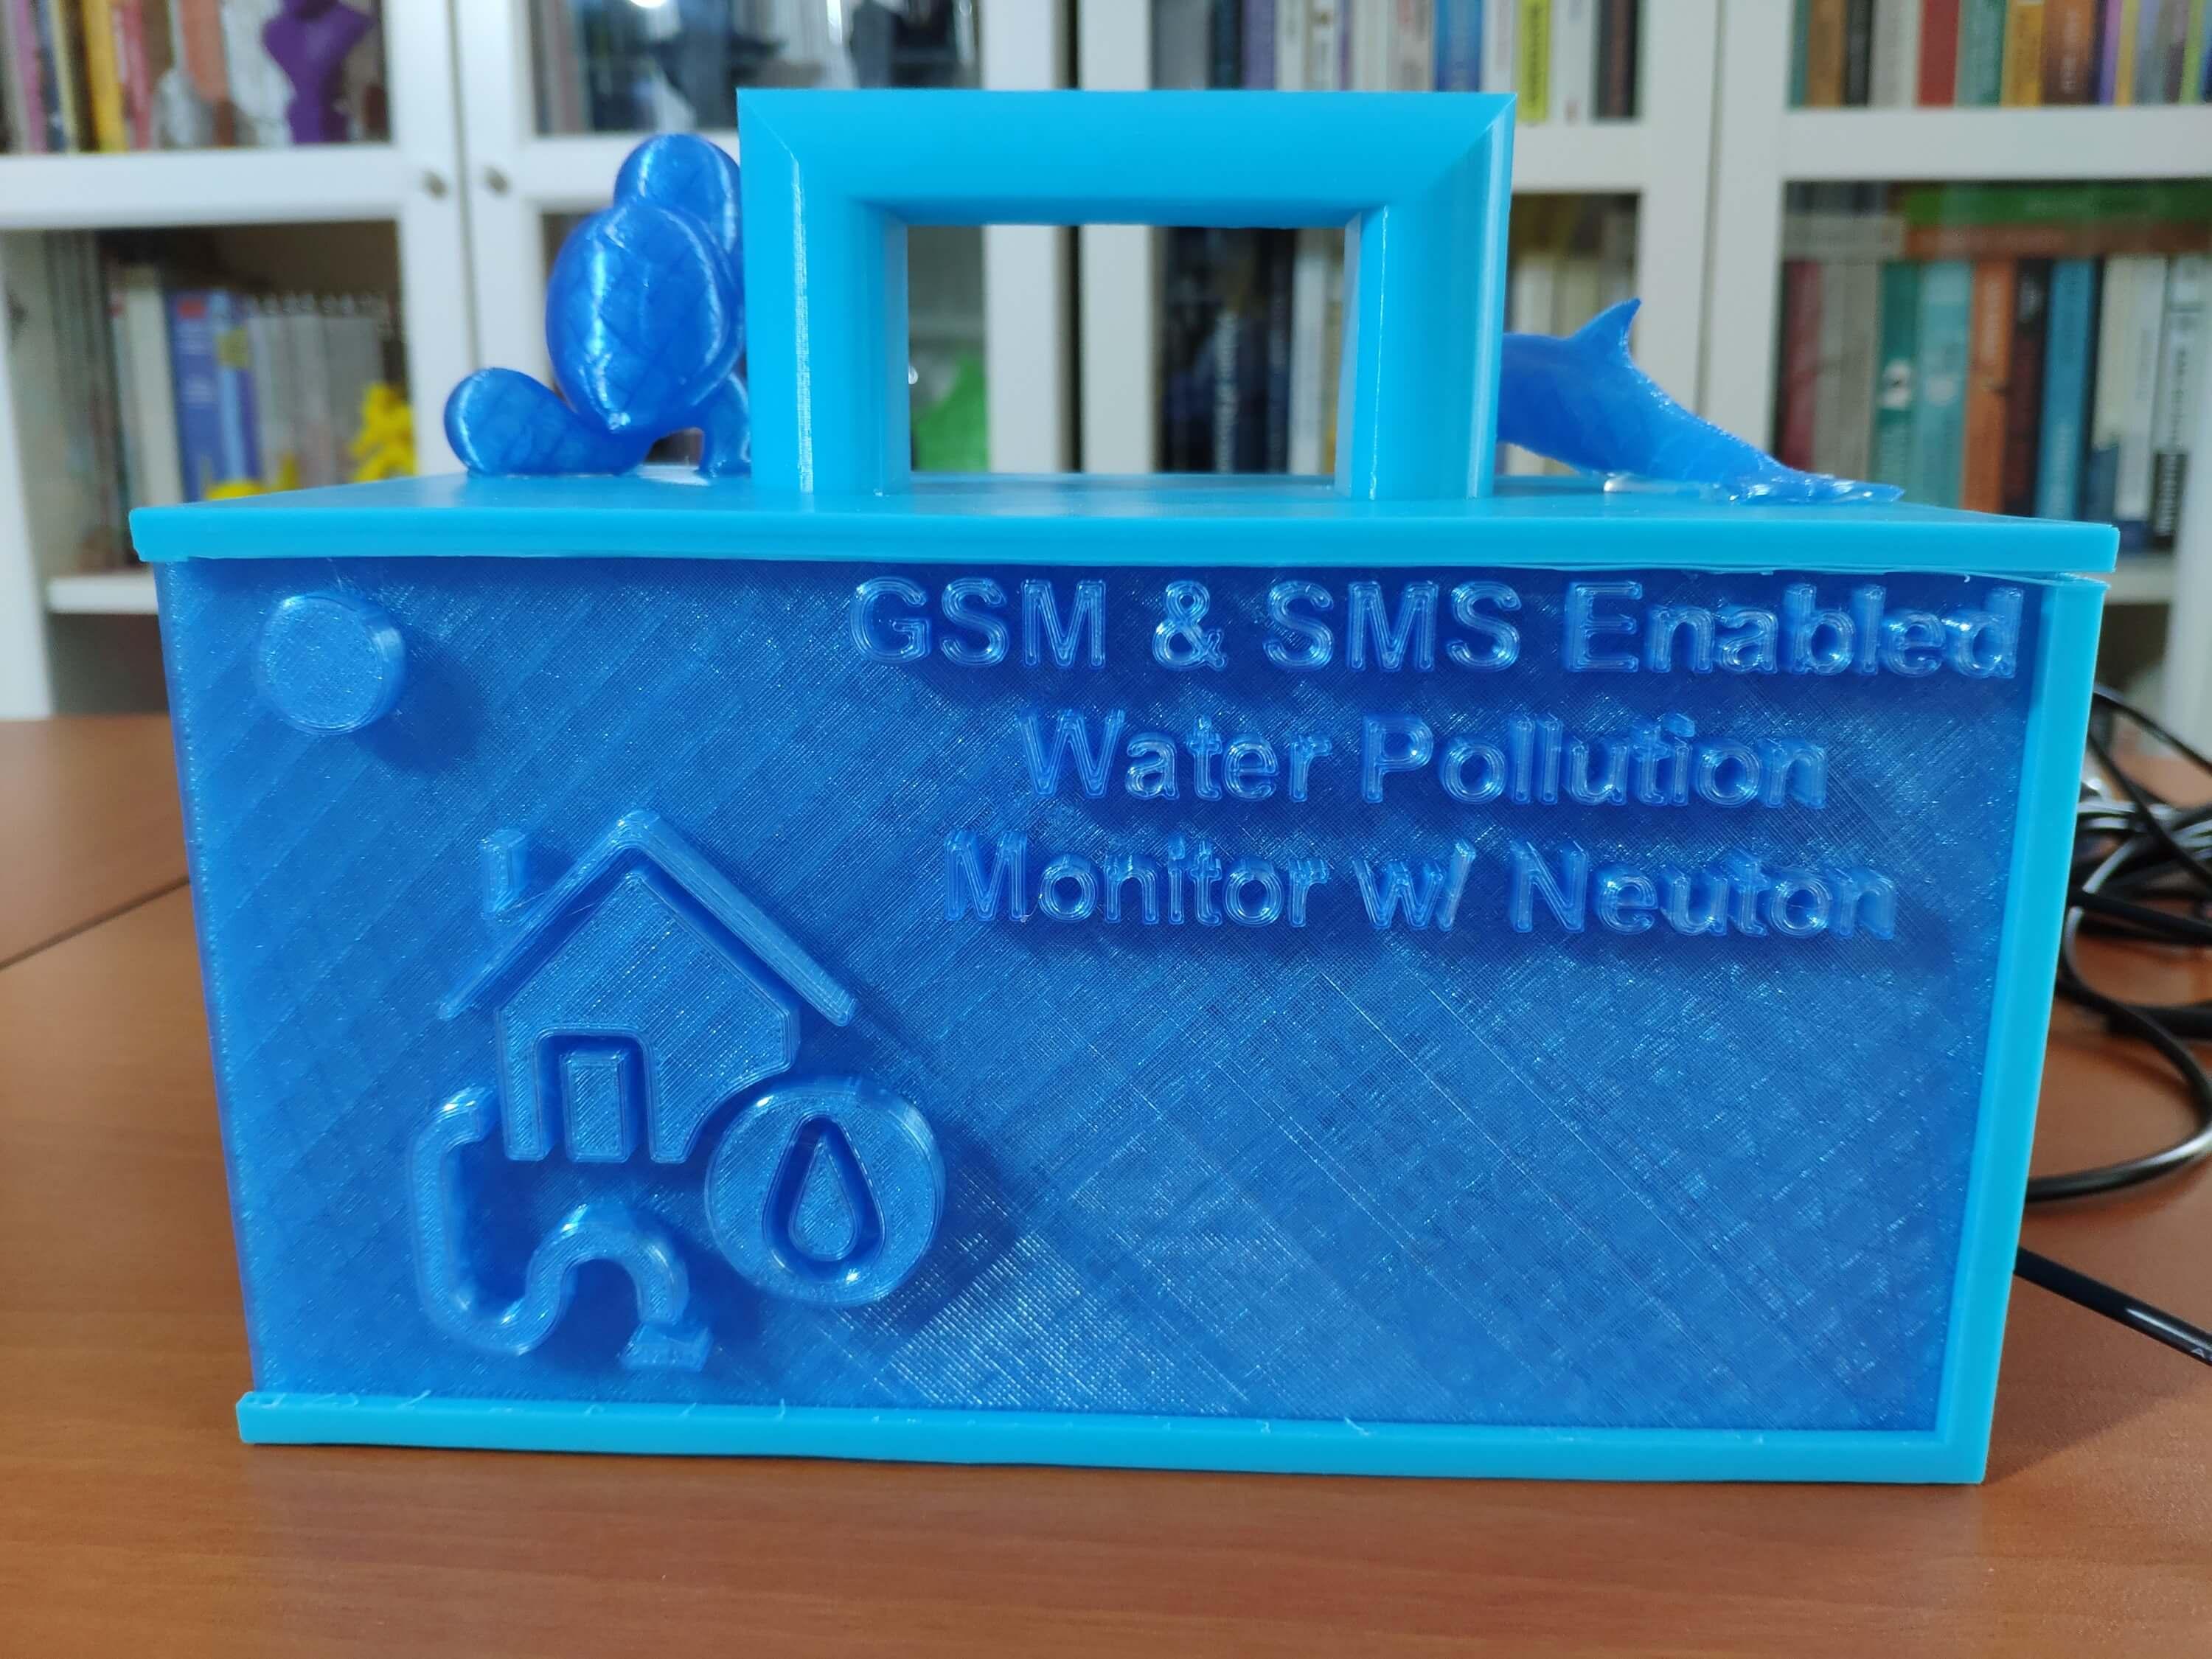 GSM & SMS Enabled
Water Pollution
Monitor w/ Neuton